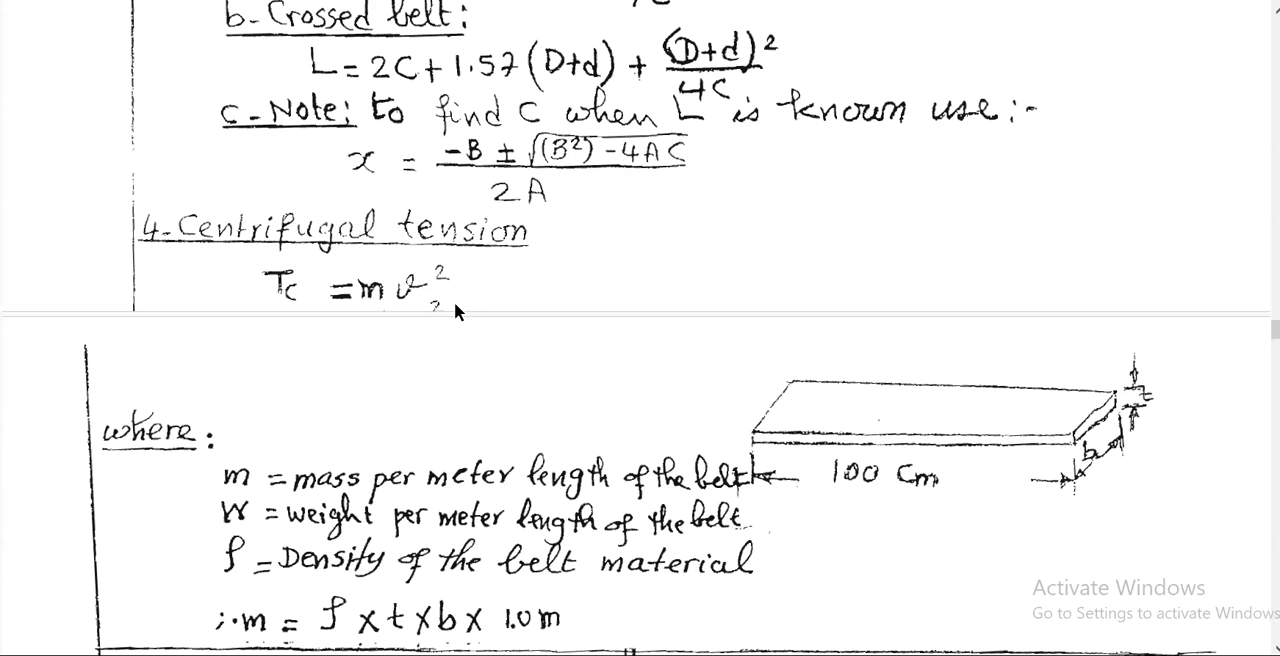 b- Crossed belt:
L = 2C + 1.57 (D+d) + (D+d)²/4C
C - Note: to find C when L is known use:-
x = -B ± √(B²) - 4AC / 2A
4- Centrifugal tension
Tc = m v²
2
where:
t
b
m = mass per meter length of the belt
100 Cm
W = weight per meter length of the belt
ρ = Density of the belt material
∴ m = ρ x t x b x 1.0 m
Activate Windows
Go to Settings to activate Windows